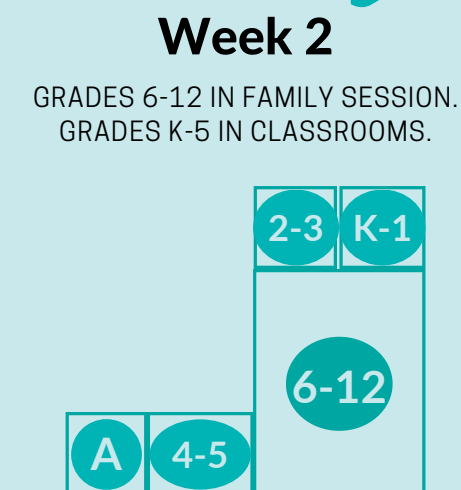 Week 2
GRADES 6-12 IN FAMILY SESSION.
GRADES K-5 IN CLASSROOMS.
2-3 K-1
6-12
A 4-5